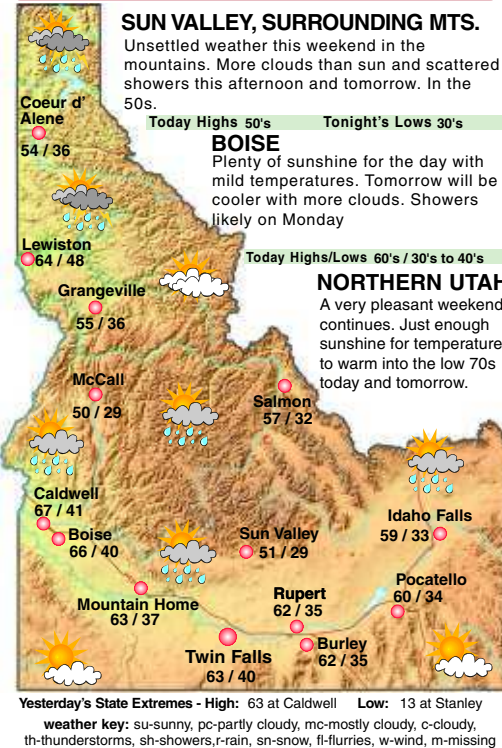 SUN VALLEY, SURROUNDING MTS.
Unsettled weather this weekend in the
mountains. More clouds than sun and scattered
showers this afternoon and tomorrow. In the
50s.
Today Highs 50's Tonight's Lows 30's
BOISE
Plenty of sunshine for the day with
mild temperatures. Tomorrow will be
cooler with more clouds. Showers
likely on Monday
Today Highs/Lows 60's / 30's to 40's
NORTHERN UTAH
A very pleasant weekend
continues. Just enough
sunshine for temperature
to warm into the low 70s
today and tomorrow.
Coeur d'
Alene
54 / 36
Lewiston
64 / 48
Grangeville
55 / 36
McCall
50 / 29
Salmon
57 / 32
Caldwell
67 / 41
Boise
66 / 40
Sun Valley
51 / 29
Idaho Falls
59 / 33
Mountain Home
63 / 37
Rupert
62 / 35
Pocatello
60 / 34
Twin Falls
63 / 40
Burley
62 / 35
Yesterday's State Extremes - High: 63 at Caldwell Low: 13 at Stanley
weather key: su-sunny, pc-partly cloudy, mc-mostly cloudy, c-cloudy,
th-thunderstorms, sh-showers,r-rain, sn-snow, fl-flurries, w-wind, m-missing